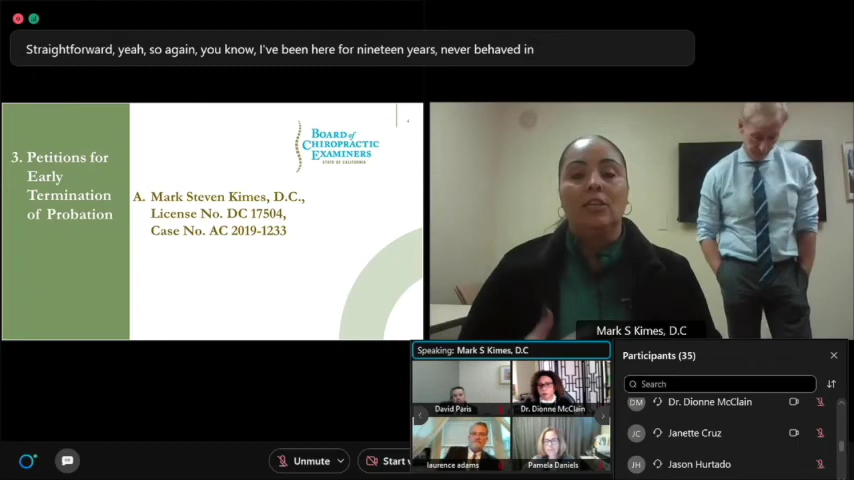 Straightforward, yeah, so again, you know, I've been here for nineteen years, never behaved in
3. Petitions for
Early
Termination
of Probation
BOARD of
CHIROPRACTIC
EXAMINERS
STATE OF CALIFORNIA
A. Mark Steven Kimes, D.C.,
License No. DC 17504,
Case No. AC 2019-1233
Mark S Kimes, D.C
Speaking: Mark S Kimes, D.C
David Paris
Dr. Dionne McClain
laurence adams
Pamela Daniels
Participants (35)
Search
DM Dr. Dionne McClain
JC Janette Cruz
JH Jason Hurtado
Unmute
Start v